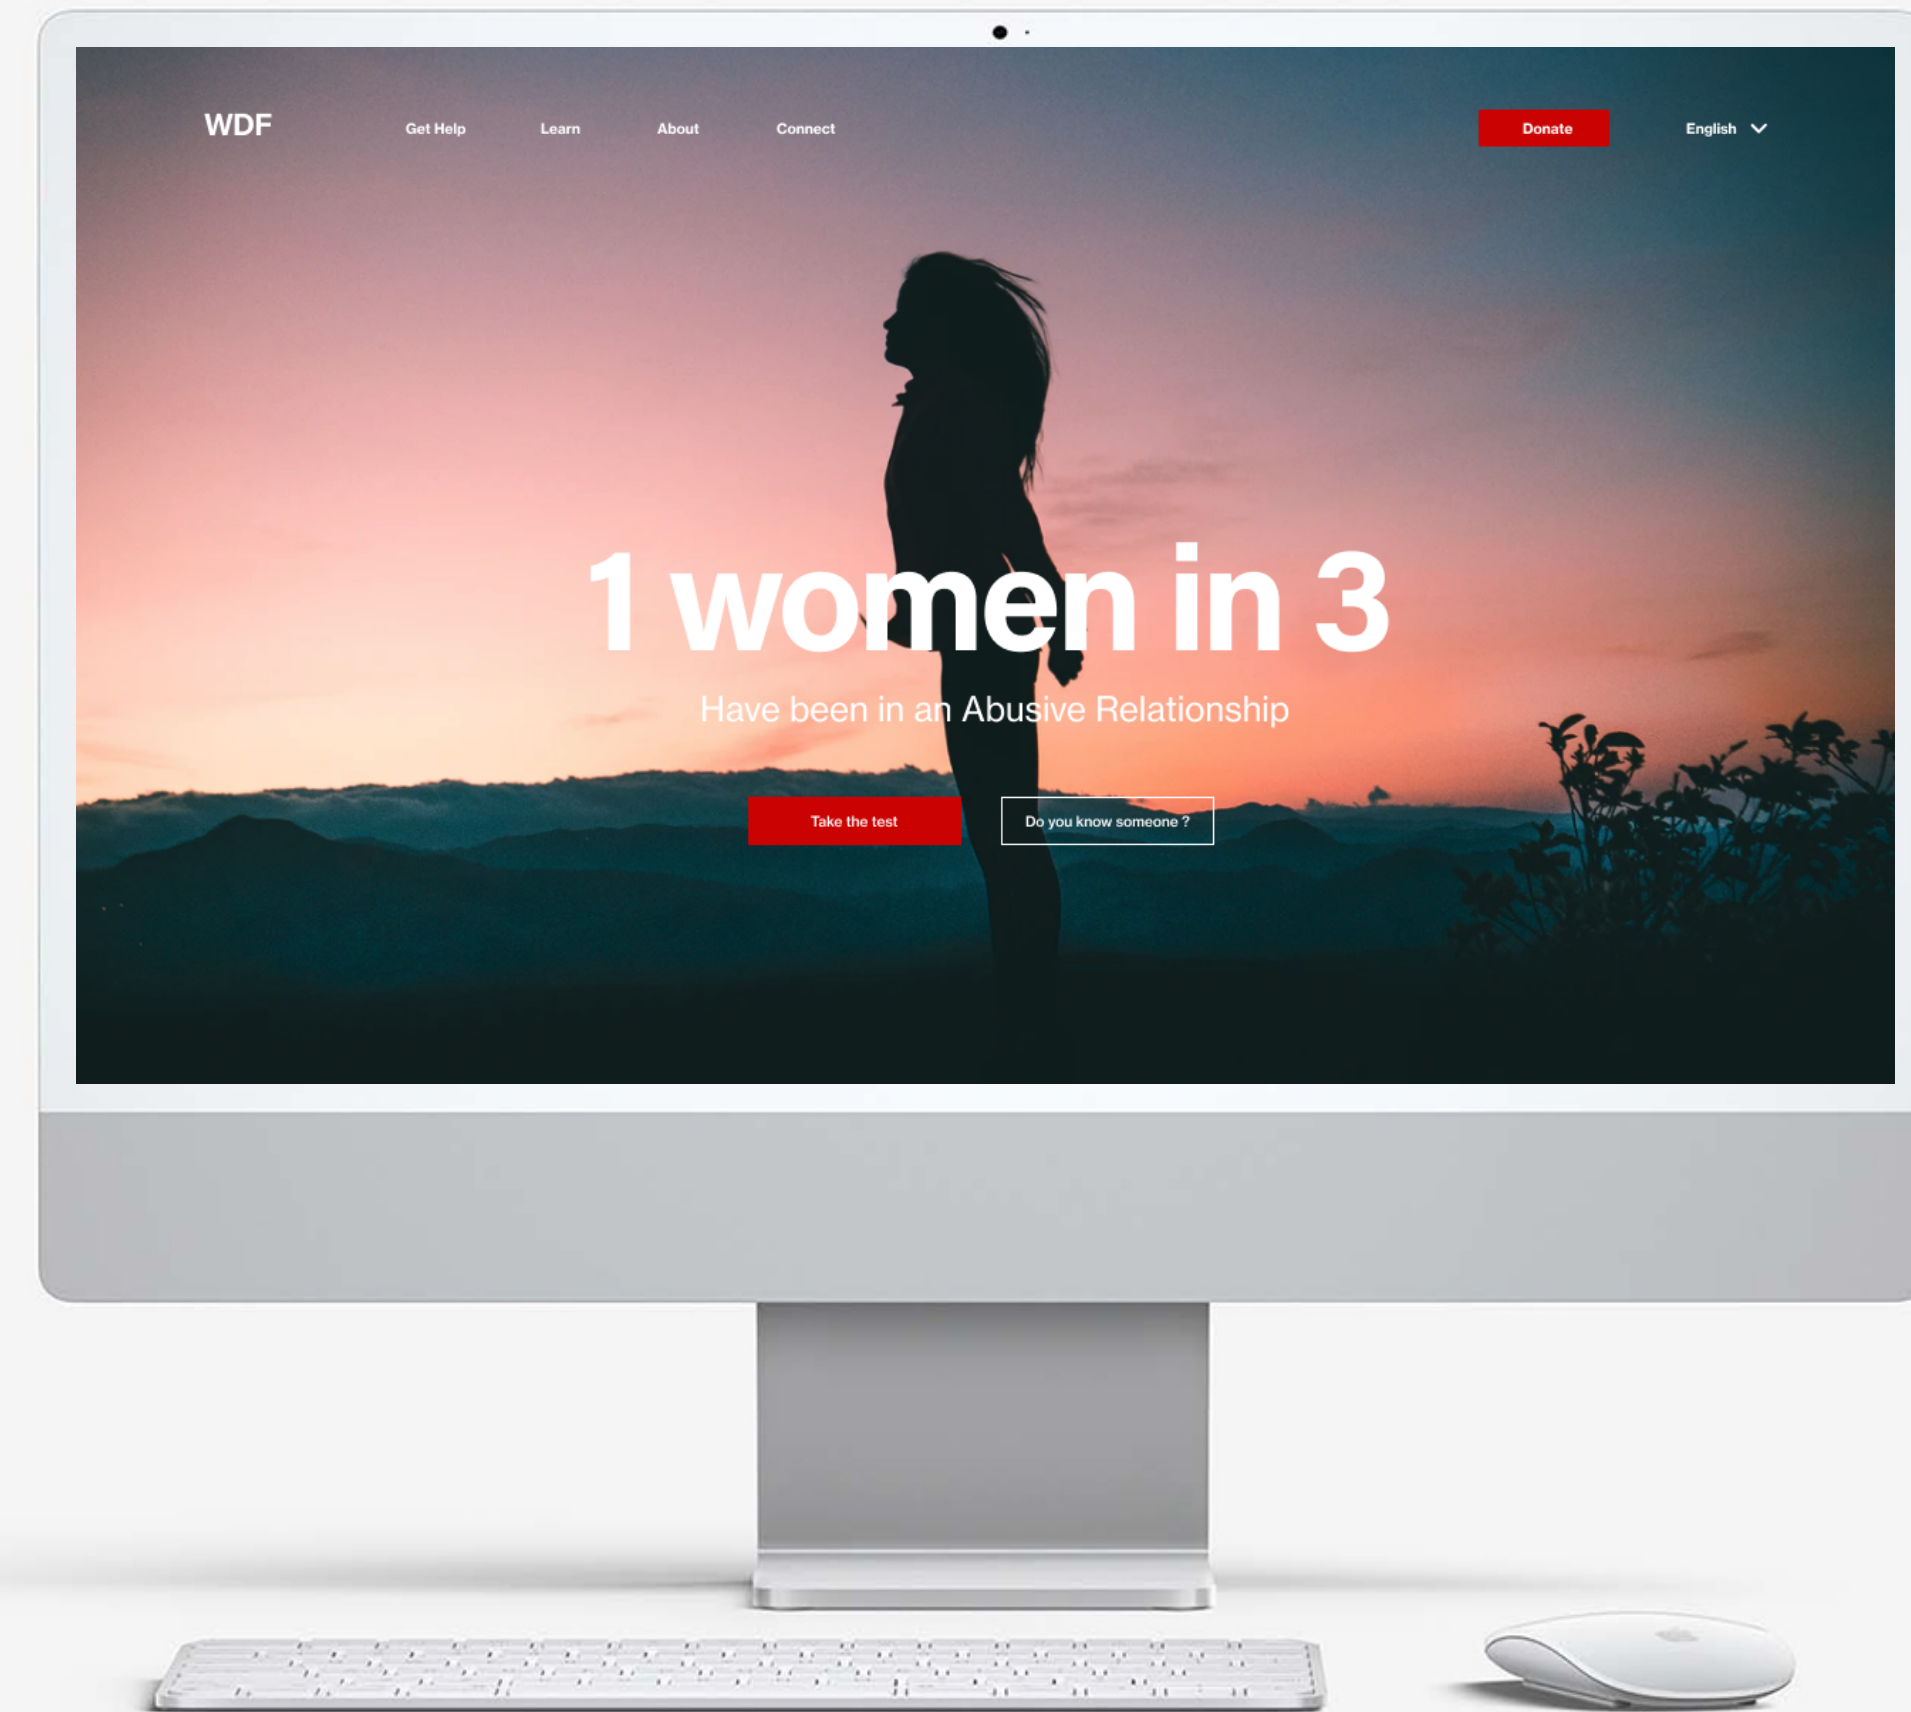 WDF Get Help Learn About Connect Donate English
1 women in 3
Have been in an Abusive Relationship
Take the test Do you know someone ?